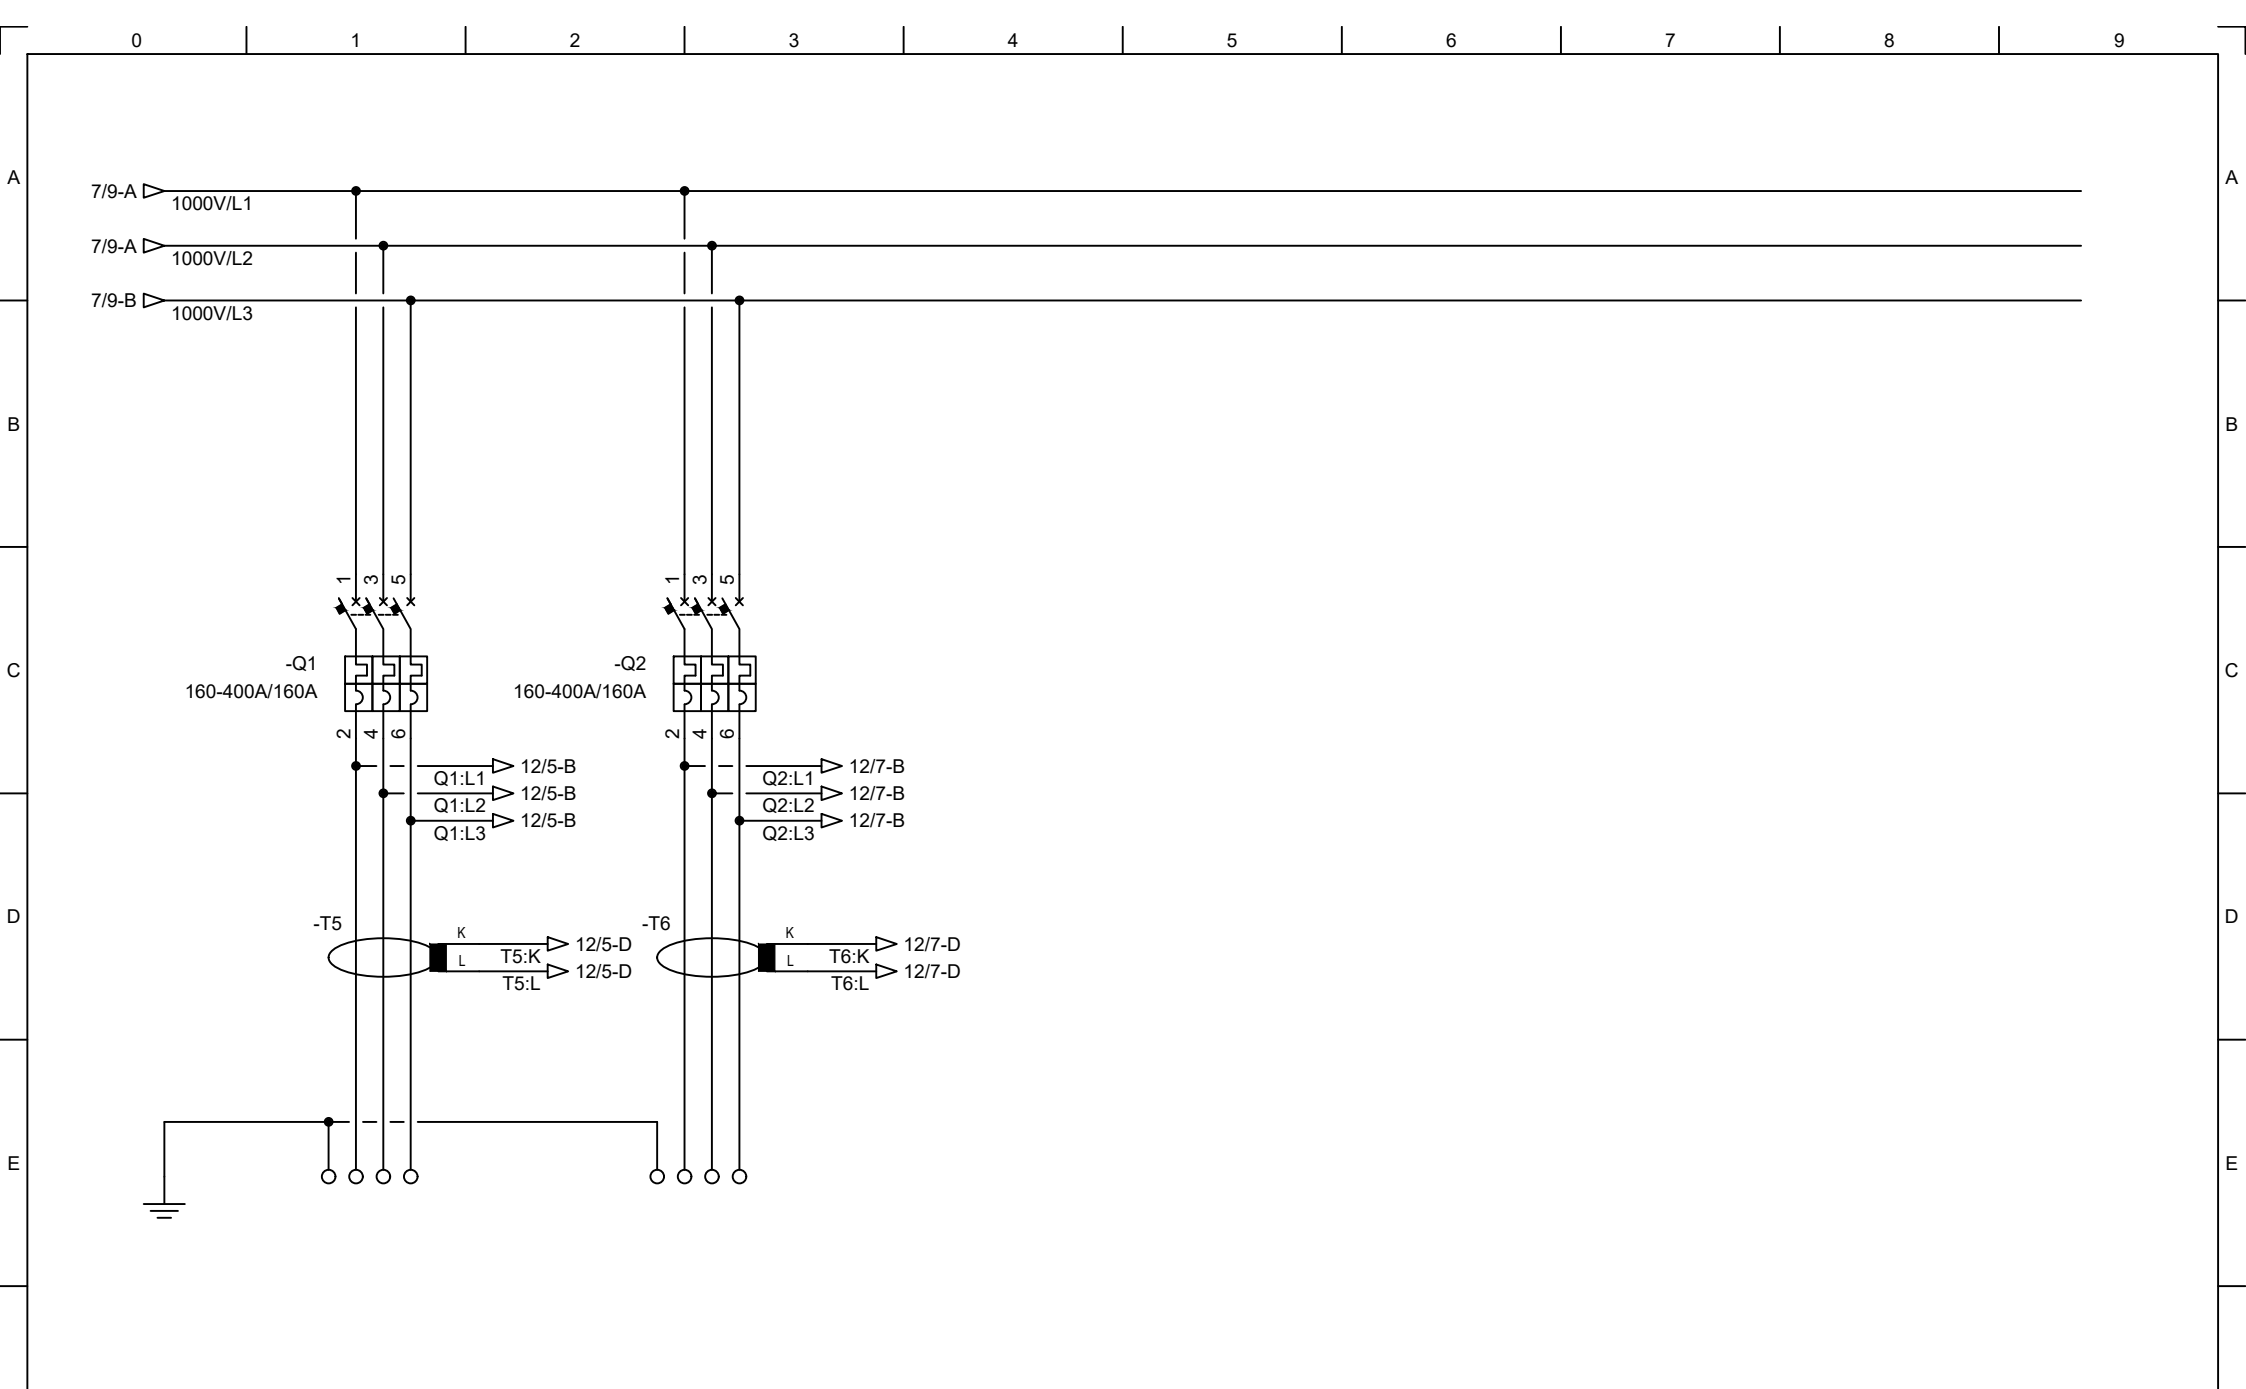 0 1 2 3 4 5 6 7 8 9
A A
7/9-A 1000V/L1
7/9-A 1000V/L2
7/9-B 1000V/L3
B B
1 3 5 1 3 5
C -Q1 -Q2 C
160-400A/160A 160-400A/160A
2 4 6 2 4 6
Q1:L1 12/5-B Q2:L1 12/7-B
Q1:L2 12/5-B Q2:L2 12/7-B
Q1:L3 12/5-B Q2:L3 12/7-B
D -T5 -T6 D
K T5:K 12/5-D K T6:K 12/7-D
L T5:L 12/5-D L T6:L 12/7-D
E E